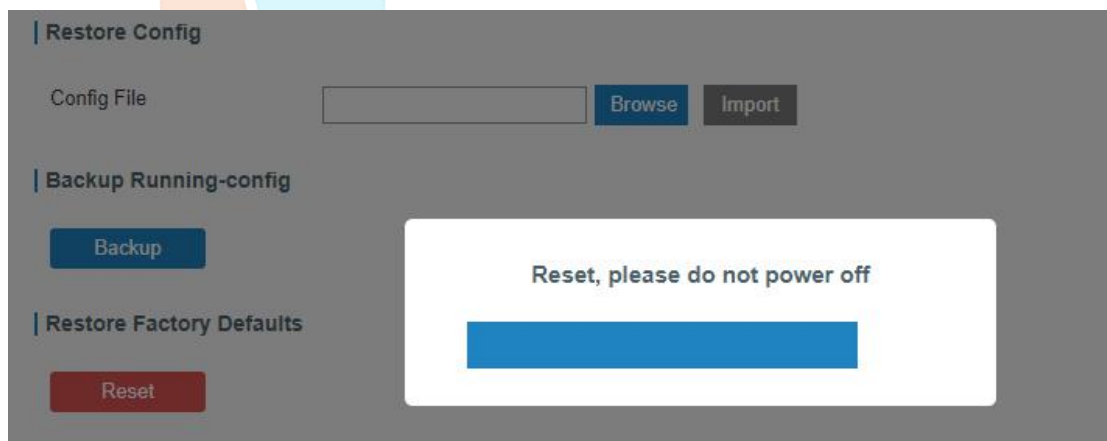 Restore Config
Config File
Browse
Import
Backup Running-config
Backup
Reset, please do not power off
Restore Factory Defaults
Reset